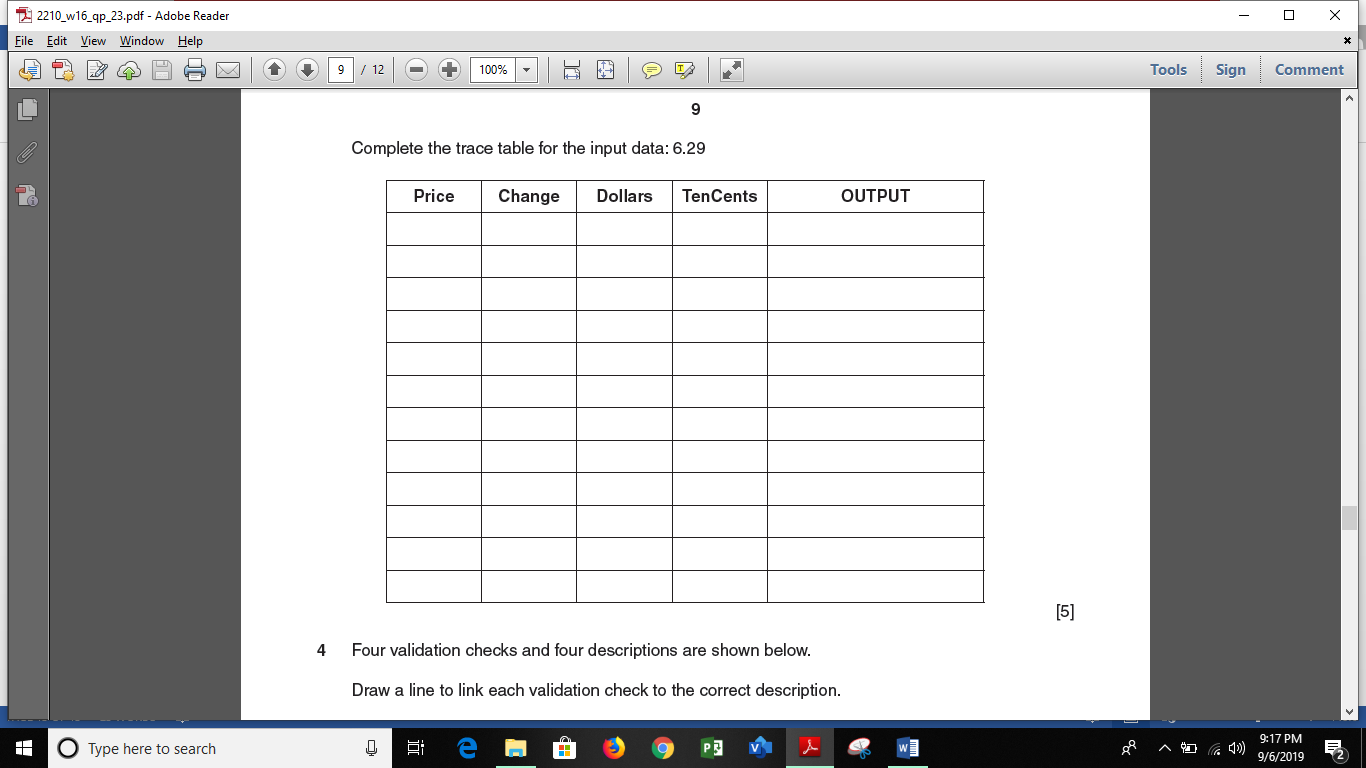 2210_w16_qp_23.pdf - Adobe Reader
File Edit View Window Help
9 / 12 100% Tools Sign Comment
9
Complete the trace table for the input data: 6.29
Price Change Dollars TenCents OUTPUT
[5]
4 Four validation checks and four descriptions are shown below.
Draw a line to link each validation check to the correct description.
Type here to search
9:17 PM
9/6/2019
2